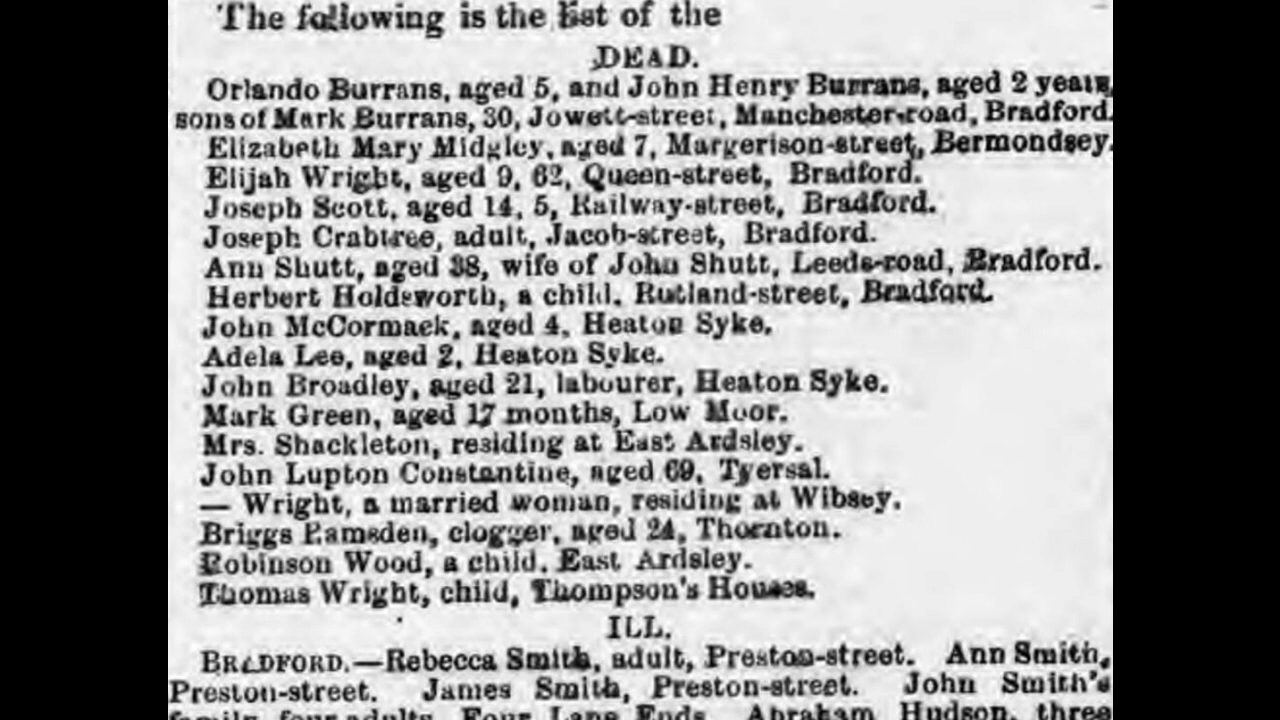 The following is the list of the
DEAD.
Orlando Burrans, aged 5, and John Henry Burrans, aged 2 years,
sons of Mark Burrans, 30, Jowett-street, Manchester-road, Bradford.
Elizabeth Mary Midgley, aged 7, Margerison-street, Bermondsey.
Elijah Wright, aged 9, 62, Queen-street, Bradford.
Joseph Scott, aged 14, 5, Railway-street, Bradford.
Joseph Crabtree, adult, Jacob-street, Bradford.
Ann Shutt, aged 38, wife of John Shutt, Leeds-road, Bradford.
Herbert Holdsworth, a child, Rutland-street, Bradford.
John McCormack, aged 4, Heaton Syke.
Adela Lee, aged 2, Heaton Syke.
John Broadley, aged 21, labourer, Heaton Syke.
Mark Green, aged 17 months, Low Moor.
Mrs. Shackleton, residing at East Ardsley.
John Lupton Constantine, aged 69, Tyersal.
— Wright, a married woman, residing at Wibsey.
Briggs Ramsden, clogger, aged 24, Thornton.
Robinson Wood, a child, East Ardsley.
Thomas Wright, child, Thompson's Houses.
ILL.
BRADFORD.—Rebecca Smith, adult, Preston-street. Ann Smith,
Preston-street. James Smith, Preston-street. John Smith's
family, four adults, Four Lane Ends. Abraham Hudson, three